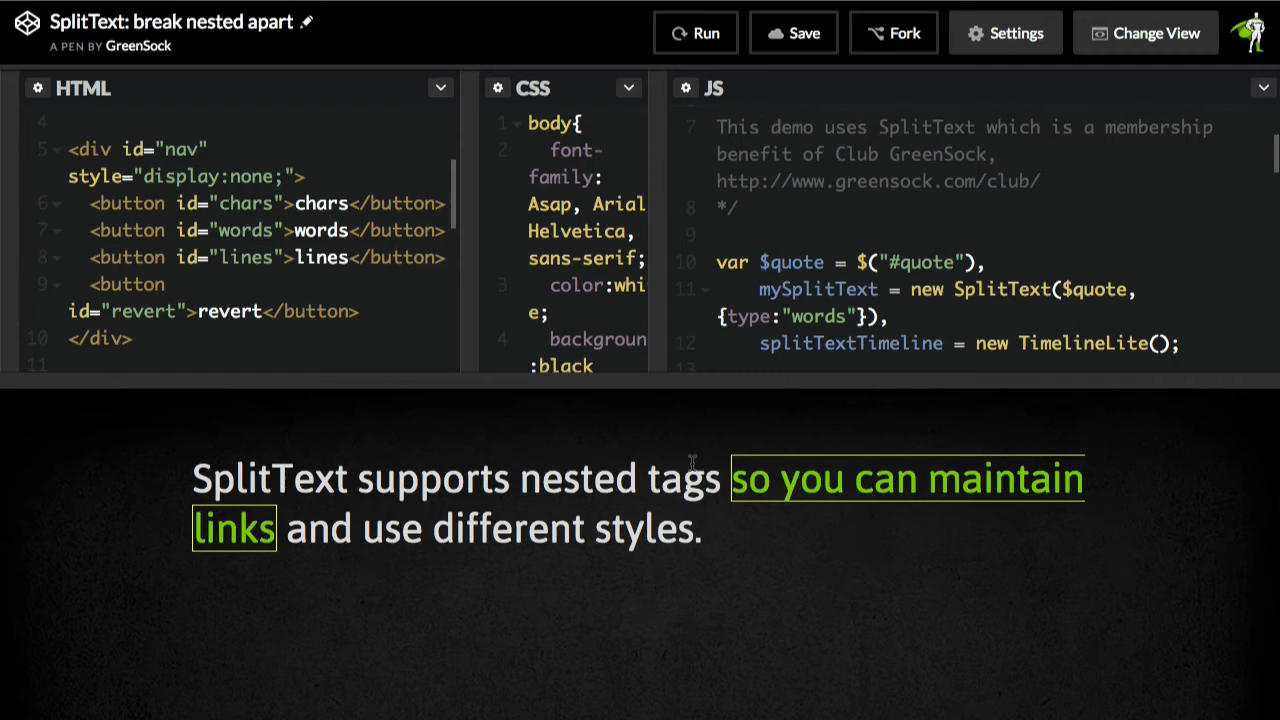 SplitText: break nested apart
A PEN BY GreenSock
Run
Save
Fork
Settings
Change View
HTML
4
5 <div id="nav"
style="display:none;">
6 <button id="chars">chars</button>
7 <button id="words">words</button>
8 <button id="lines">lines</button>
9 <button
id="revert">revert</button>
10 </div>
11
CSS
1 body{
2 font-
family:
Asap, Arial
Helvetica,
sans-serif;
3 color:whi
e;
4 backgroun
:black
JS
7 This demo uses SplitText which is a membership
benefit of Club GreenSock,
http://www.greensock.com/club/
8 */
9
10 var $quote = $("#quote"),
11 mySplitText = new SplitText($quote,
{type:"words"}),
12 splitTextTimeline = new TimelineLite();
13
SplitText supports nested tags so you can maintain
links and use different styles.